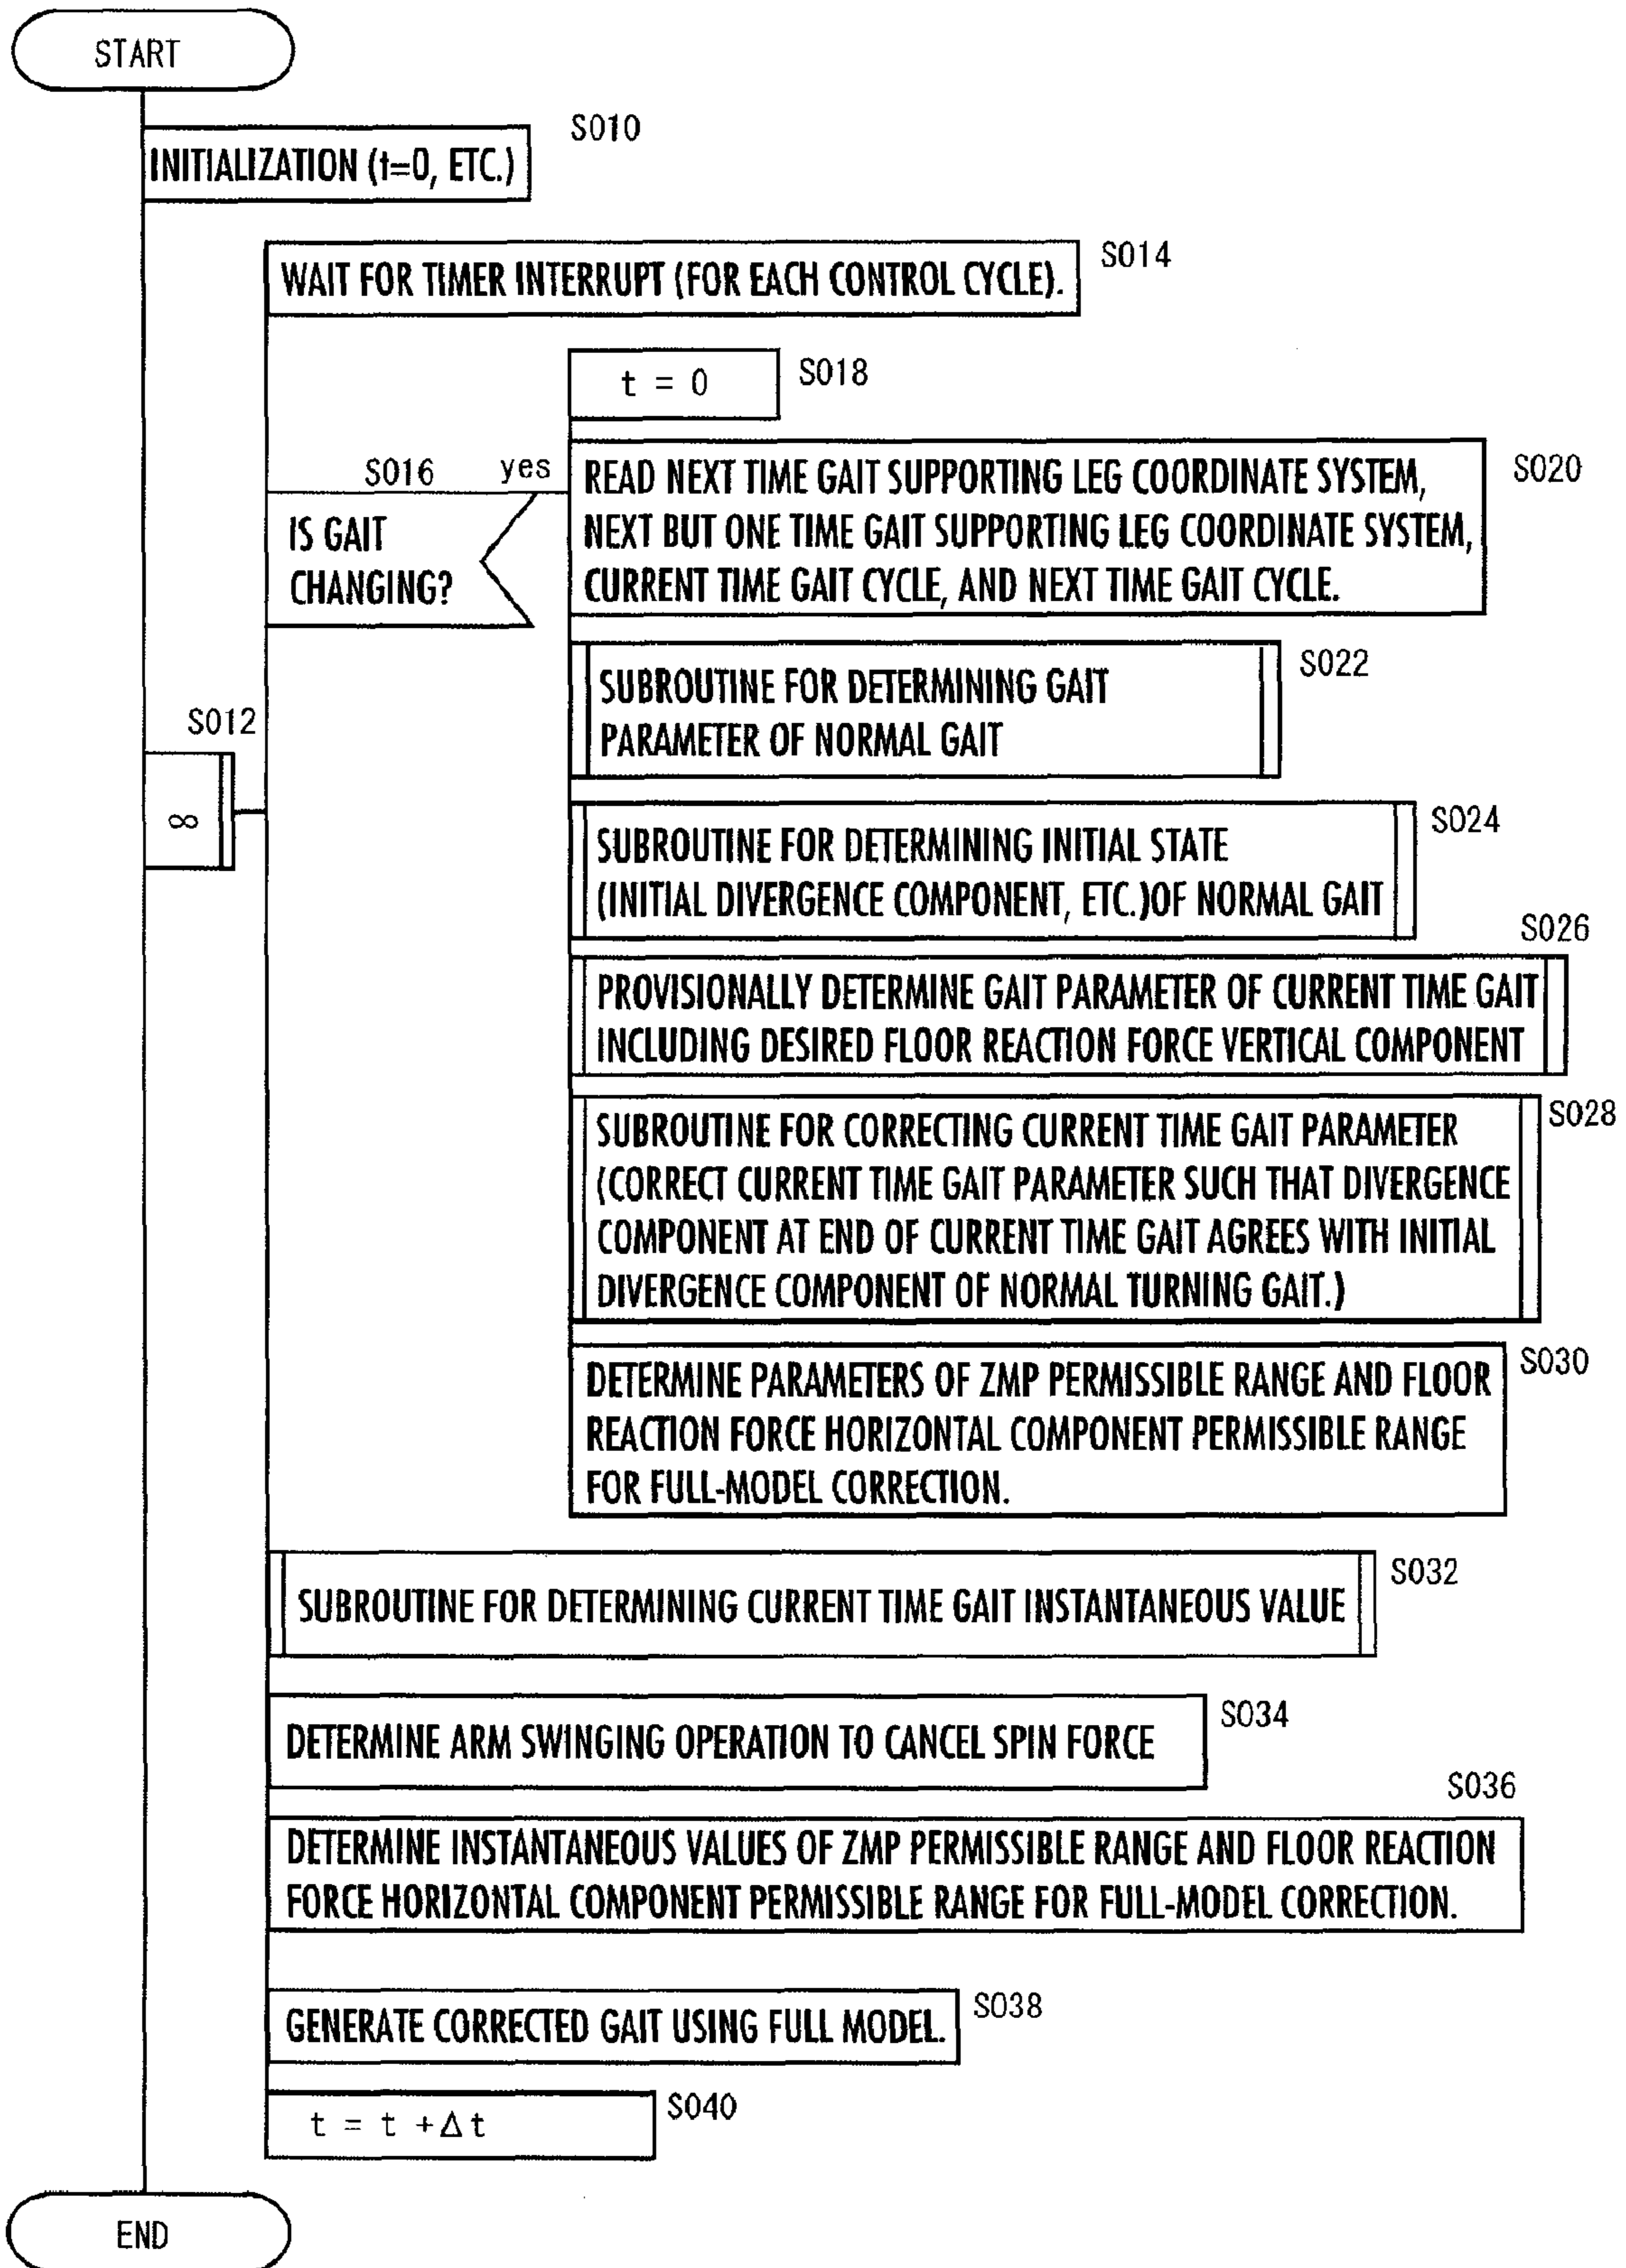 START
S010
INITIALIZATION (t=0, ETC.)
S014
WAIT FOR TIMER INTERRUPT (FOR EACH CONTROL CYCLE).
t = 0
S018
S016
yes
IS GAIT
CHANGING?
READ NEXT TIME GAIT SUPPORTING LEG COORDINATE SYSTEM,
NEXT BUT ONE TIME GAIT SUPPORTING LEG COORDINATE SYSTEM,
CURRENT TIME GAIT CYCLE, AND NEXT TIME GAIT CYCLE.
S020
SUBROUTINE FOR DETERMINING GAIT
PARAMETER OF NORMAL GAIT
S022
S012
∞
SUBROUTINE FOR DETERMINING INITIAL STATE
(INITIAL DIVERGENCE COMPONENT, ETC.)OF NORMAL GAIT
S024
S026
PROVISIONALLY DETERMINE GAIT PARAMETER OF CURRENT TIME GAIT
INCLUDING DESIRED FLOOR REACTION FORCE VERTICAL COMPONENT
S028
SUBROUTINE FOR CORRECTING CURRENT TIME GAIT PARAMETER
(CORRECT CURRENT TIME GAIT PARAMETER SUCH THAT DIVERGENCE
COMPONENT AT END OF CURRENT TIME GAIT AGREES WITH INITIAL
DIVERGENCE COMPONENT OF NORMAL TURNING GAIT.)
S030
DETERMINE PARAMETERS OF ZMP PERMISSIBLE RANGE AND FLOOR
REACTION FORCE HORIZONTAL COMPONENT PERMISSIBLE RANGE
FOR FULL-MODEL CORRECTION.
S032
SUBROUTINE FOR DETERMINING CURRENT TIME GAIT INSTANTANEOUS VALUE
S034
DETERMINE ARM SWINGING OPERATION TO CANCEL SPIN FORCE
S036
DETERMINE INSTANTANEOUS VALUES OF ZMP PERMISSIBLE RANGE AND FLOOR REACTION
FORCE HORIZONTAL COMPONENT PERMISSIBLE RANGE FOR FULL-MODEL CORRECTION.
S038
GENERATE CORRECTED GAIT USING FULL MODEL.
S040
t = t +Δt
END